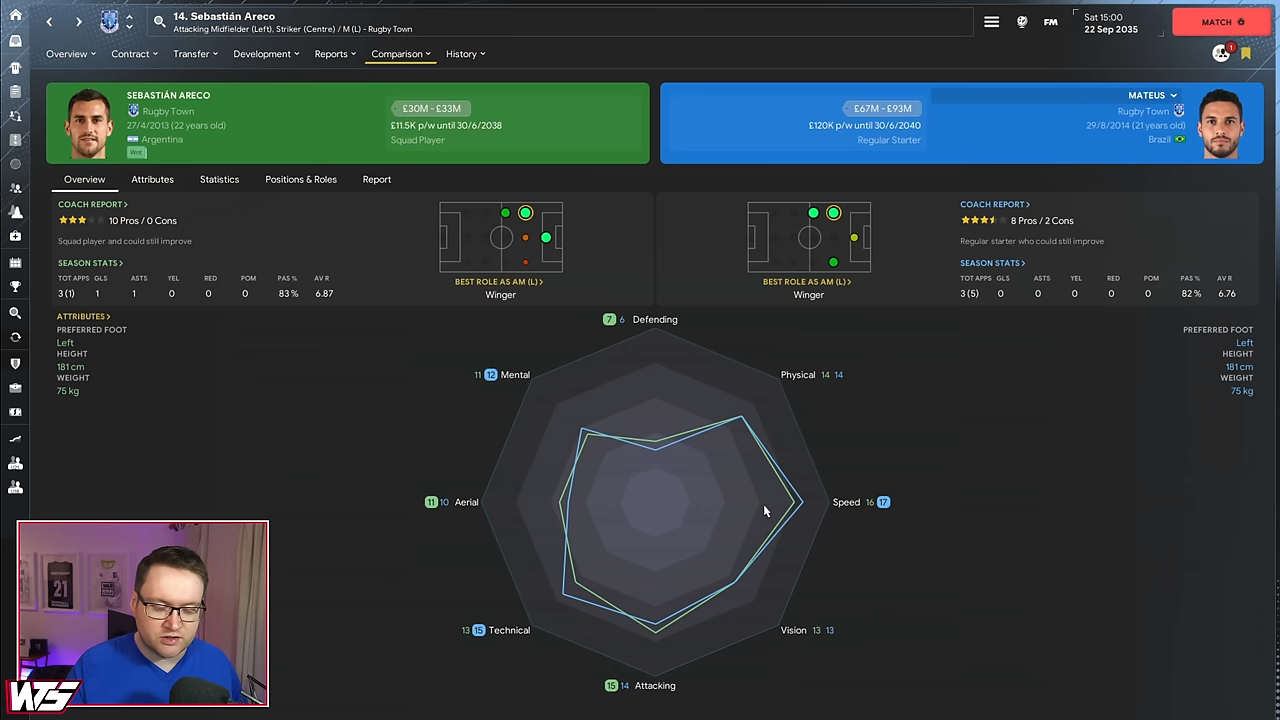 14. Sebastián Areco
Attacking Midfielder (Left), Striker (Centre) / M (L) - Rugby Town
FM
Sat 15:00
22 Sep 2035
MATCH
Overview
Contract
Transfer
Development
Reports
Comparison
History
1
SEBASTIÁN ARECO
Rugby Town
27/4/2013 (22 years old)
Argentina
Wnt
£30M - £33M
£11.5K p/w until 30/6/2038
Squad Player
MATEUS
£67M - £93M
Rugby Town
£120K p/w until 30/6/2040
29/8/2014 (21 years old)
Regular Starter
Brazil
Overview
Attributes
Statistics
Positions & Roles
Report
COACH REPORT >
10 Pros / 0 Cons
Squad player and could still improve
SEASON STATS >
TOT APPS GLS ASTS YEL RED POM PAS % AV R
3 (1) 1 1 0 0 0 83 % 6.87
BEST ROLE AS AM (L) >
Winger
BEST ROLE AS AM (L) >
Winger
COACH REPORT >
8 Pros / 2 Cons
Regular starter who could still improve
SEASON STATS >
TOT APPS GLS ASTS YEL RED POM PAS % AV R
3 (5) 0 0 0 0 0 82 % 6.76
ATTRIBUTES >
PREFERRED FOOT
Left
HEIGHT
181 cm
WEIGHT
75 kg
PREFERRED FOOT
Left
HEIGHT
181 cm
WEIGHT
75 kg
7 6 Defending
11 12 Mental
Physical 14 14
11 10 Aerial
Speed 16 17
13 15 Technical
Vision 13 13
15 14 Attacking
21
WTS